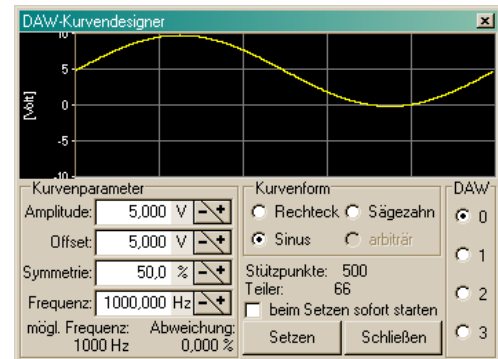 DAW-Kurvendesigner
10
5
0
-5
-10
[Volt]
Kurvenparameter
Amplitude: 5,000 V - +
Offset: 5,000 V - +
Symmetrie: 50,0 % - +
Frequenz: 1000,000 Hz - +
mögl. Frequenz: Abweichung:
1000 Hz 0,000 %
Kurvenform
Rechteck Sägezahn
Sinus arbiträr
Stützpunkte: 500
Teiler: 66
beim Setzen sofort starten
Setzen Schließen
DAW
0
1
2
3